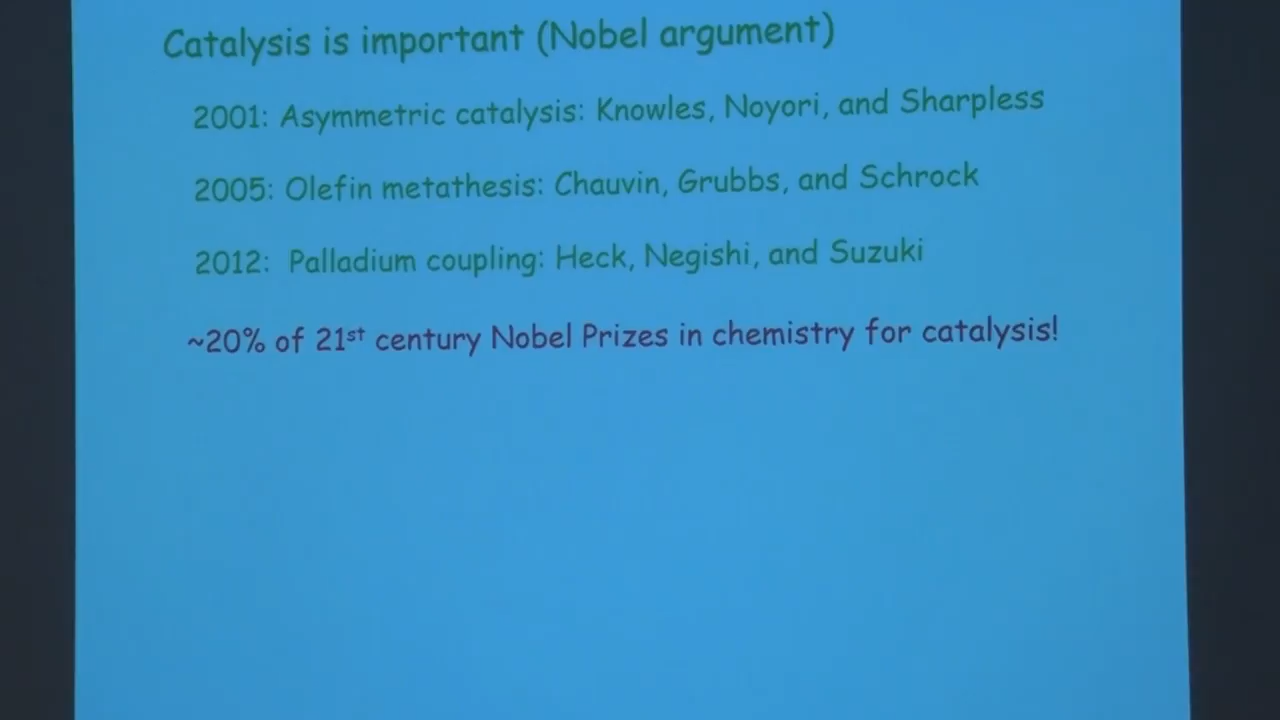 Catalysis is important (Nobel argument)
2001: Asymmetric catalysis: Knowles, Noyori, and Sharpless
2005: Olefin metathesis: Chauvin, Grubbs, and Schrock
2012: Palladium coupling: Heck, Negishi, and Suzuki
~20% of 21st century Nobel Prizes in chemistry for catalysis!